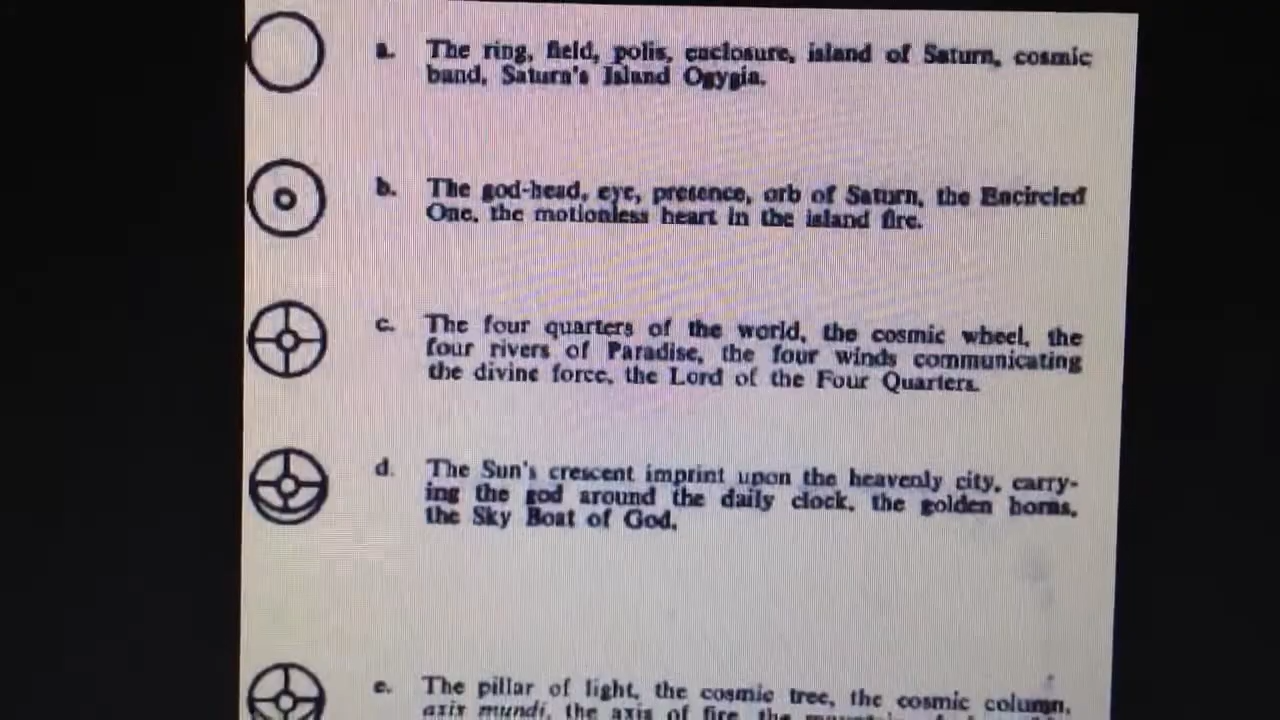 a. The ring, field, polis, enclosure, island of Saturn, cosmic
band, Saturn's Island Ogygia.
b. The god-head, eye, presence, orb of Saturn, the Encircled
One, the motionless heart in the island fire.
c. The four quarters of the world, the cosmic wheel, the
four rivers of Paradise, the four winds communicating
the divine force, the Lord of the Four Quarters.
d. The Sun's crescent imprint upon the heavenly city, carry-
ing the god around the daily clock, the golden horns,
the Sky Boat of God.
e. The pillar of light, the cosmic tree, the cosmic column,
axis mundi, the axis of fire, the